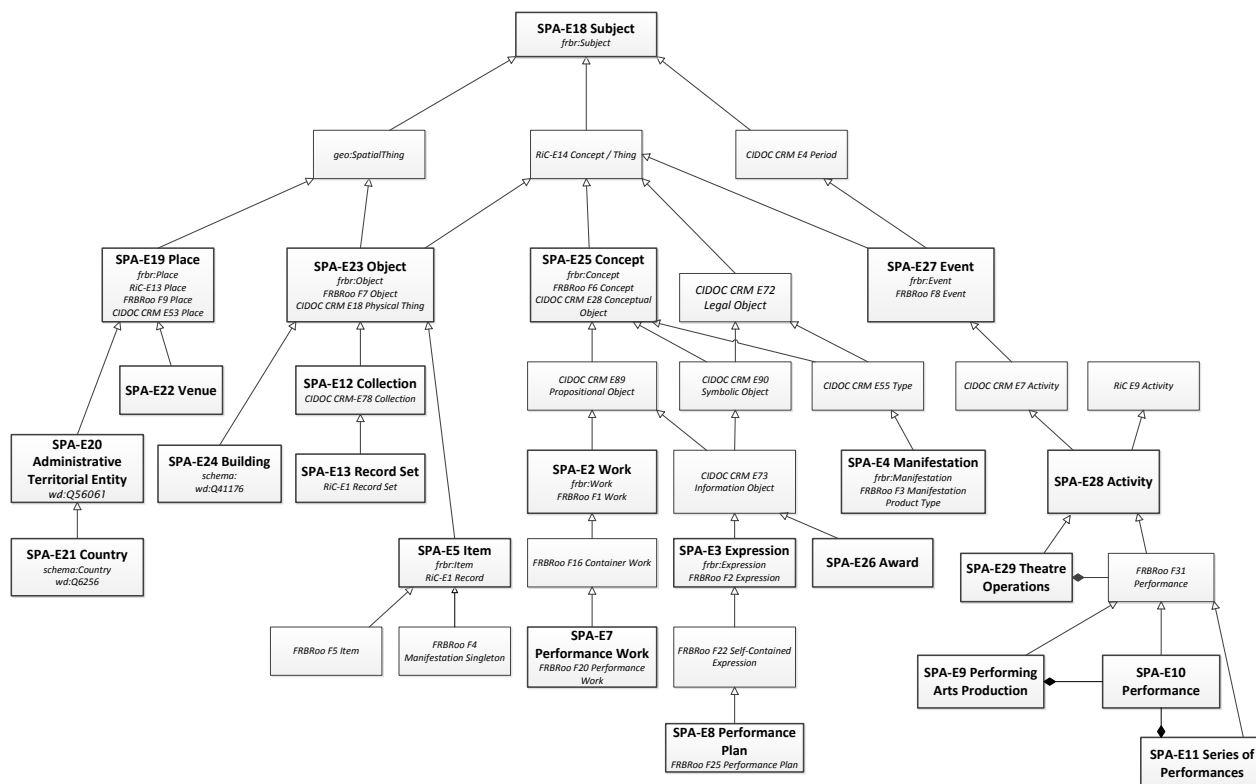 SPA-E18 Subject
frbr:Subject
geo:SpatialThing
RiC-E14 Concept / Thing
CIDOC CRM E4 Period
SPA-E19 Place
frbr:Place
RiC-E13 Place
FRBRoo F9 Place
CIDOC CRM E53 Place
SPA-E23 Object
frbr:Object
FRBRoo F7 Object
CIDOC CRM E18 Physical Thing
SPA-E25 Concept
frbr:Concept
FRBRoo F6 Concept
CIDOC CRM E28 Conceptual
Object
CIDOC CRM E72
Legal Object
SPA-E27 Event
frbr:Event
FRBRoo F8 Event
SPA-E22 Venue
SPA-E12 Collection
CIDOC CRM-E78 Collection
CIDOC CRM E89
Propositional Object
CIDOC CRM E90
Symbolic Object
CIDOC CRM E55 Type
CIDOC CRM E7 Activity
RiC E9 Activity
SPA-E20
Administrative
Territorial Entity
wd:Q56061
SPA-E24 Building
schema:
wd:Q41176
SPA-E13 Record Set
RiC-E1 Record Set
SPA-E2 Work
frbr:Work
FRBRoo F1 Work
CIDOC CRM E73
Information Object
SPA-E4 Manifestation
frbr:Manifestation
FRBRoo F3 Manifestation
Product Type
SPA-E28 Activity
SPA-E21 Country
schema:Country
wd:Q6256
SPA-E5 Item
frbr:Item
RiC-E1 Record
FRBRoo F16 Container Work
SPA-E3 Expression
frbr:Expression
FRBRoo F2 Expression
SPA-E26 Award
SPA-E29 Theatre
Operations
FRBRoo F31
Performance
FRBRoo F5 Item
FRBRoo F4
Manifestation Singleton
SPA-E7
Performance Work
FRBRoo F20 Performance
Work
FRBRoo F22 Self-Contained
Expression
SPA-E9 Performing
Arts Production
SPA-E10
Performance
SPA-E8 Performance
Plan
FRBRoo F25 Performance Plan
SPA-E11 Series of
Performances